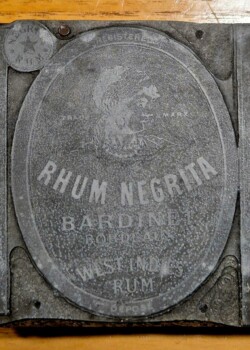 REGISTERED
TRADE MARK
RHUM NEGRITA
BARDINET
BORDEAUX
WEST INDIES
RUM